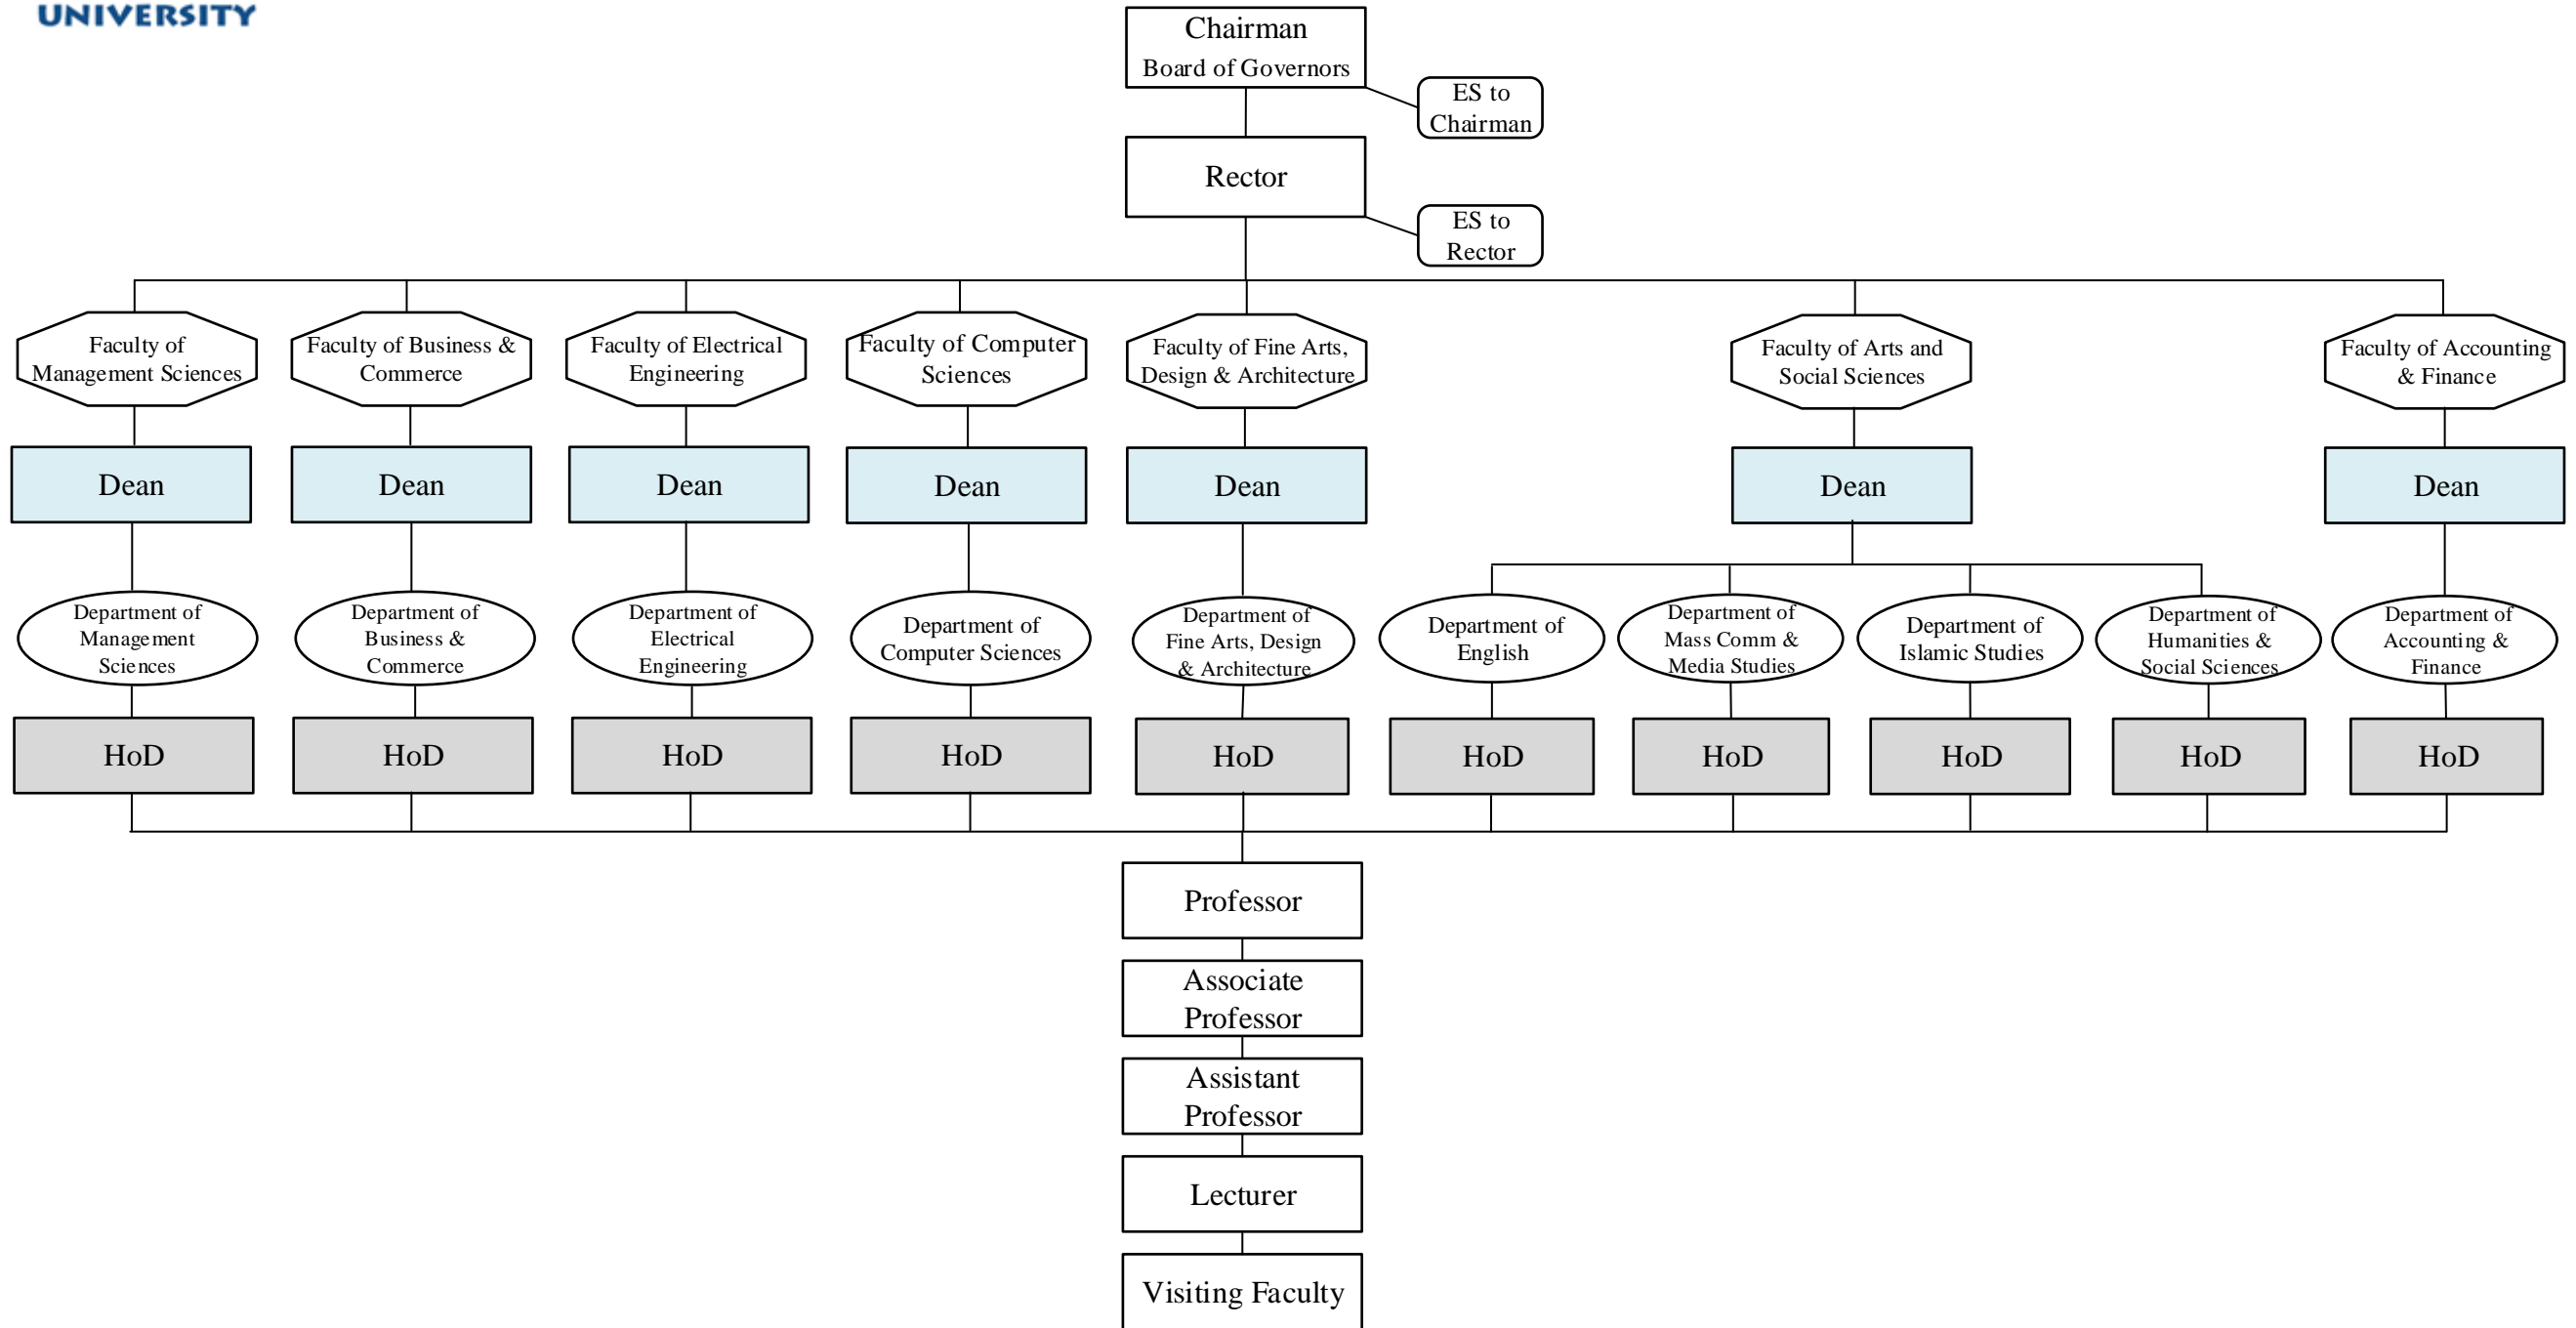 UNIVERSITY
Chairman
Board of Governors
ES to
Chairman
Rector
ES to
Rector
Faculty of
Management Sciences
Faculty of Business &
Commerce
Faculty of Electrical
Engineering
Faculty of Computer
Sciences
Faculty of Fine Arts,
Design & Architecture
Faculty of Arts and
Social Sciences
Faculty of Accounting
& Finance
Dean
Dean
Dean
Dean
Dean
Dean
Dean
Department of
Management
Sciences
Department of
Business &
Commerce
Department of
Electrical
Engineering
Department of
Computer Sciences
Department of
Fine Arts, Design
& Architecture
Department of
English
Department of
Mass Comm &
Media Studies
Department of
Islamic Studies
Department of
Humanities &
Social Sciences
Department of
Accounting &
Finance
HoD
HoD
HoD
HoD
HoD
HoD
HoD
HoD
HoD
HoD
Professor
Associate
Professor
Assistant
Professor
Lecturer
Visiting Faculty